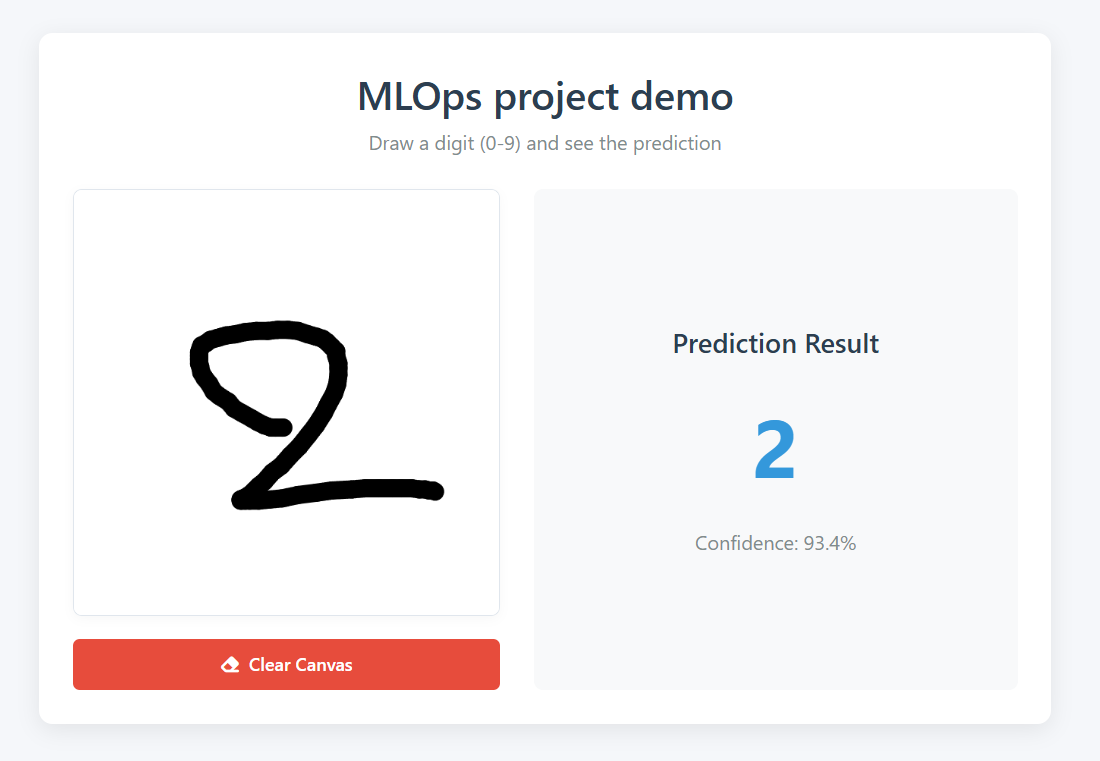 MLOps project demo
Draw a digit (0-9) and see the prediction
2
Clear Canvas
Prediction Result
2
Confidence: 93.4%